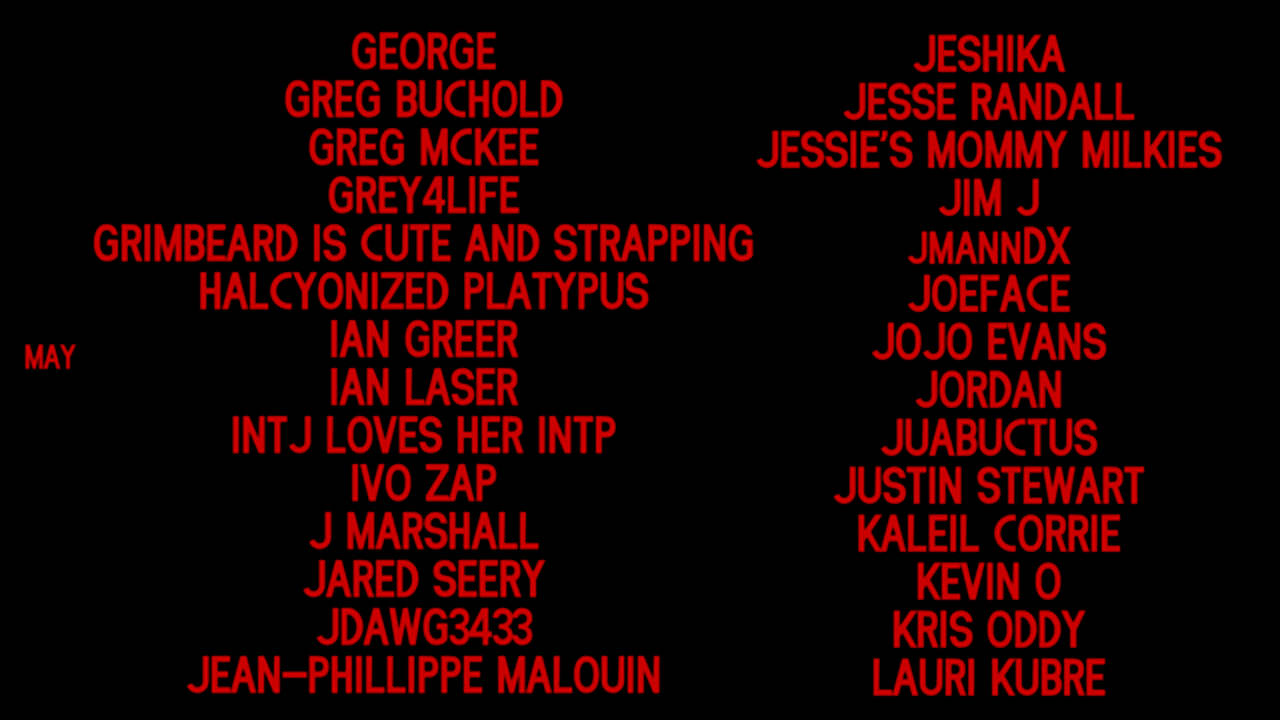 MAY
GEORGE
GREG BUCHOLD
GREG MCKEE
GREY4LIFE
GRIMBEARD IS CUTE AND STRAPPING
HALCYONIZED PLATYPUS
IAN GREER
IAN LASER
INTJ LOVES HER INTP
IVO ZAP
J MARSHALL
JARED SEERY
JDAWG3433
JEAN-PHILLIPPE MALOUIN
JESHIKA
JESSE RANDALL
JESSIE'S MOMMY MILKIES
JIM J
JMANNDX
JOEFACE
JOJO EVANS
JORDAN
JUABUCTUS
JUSTIN STEWART
KALEIL CORRIE
KEVIN O
KRIS ODDY
LAURI KUBRE